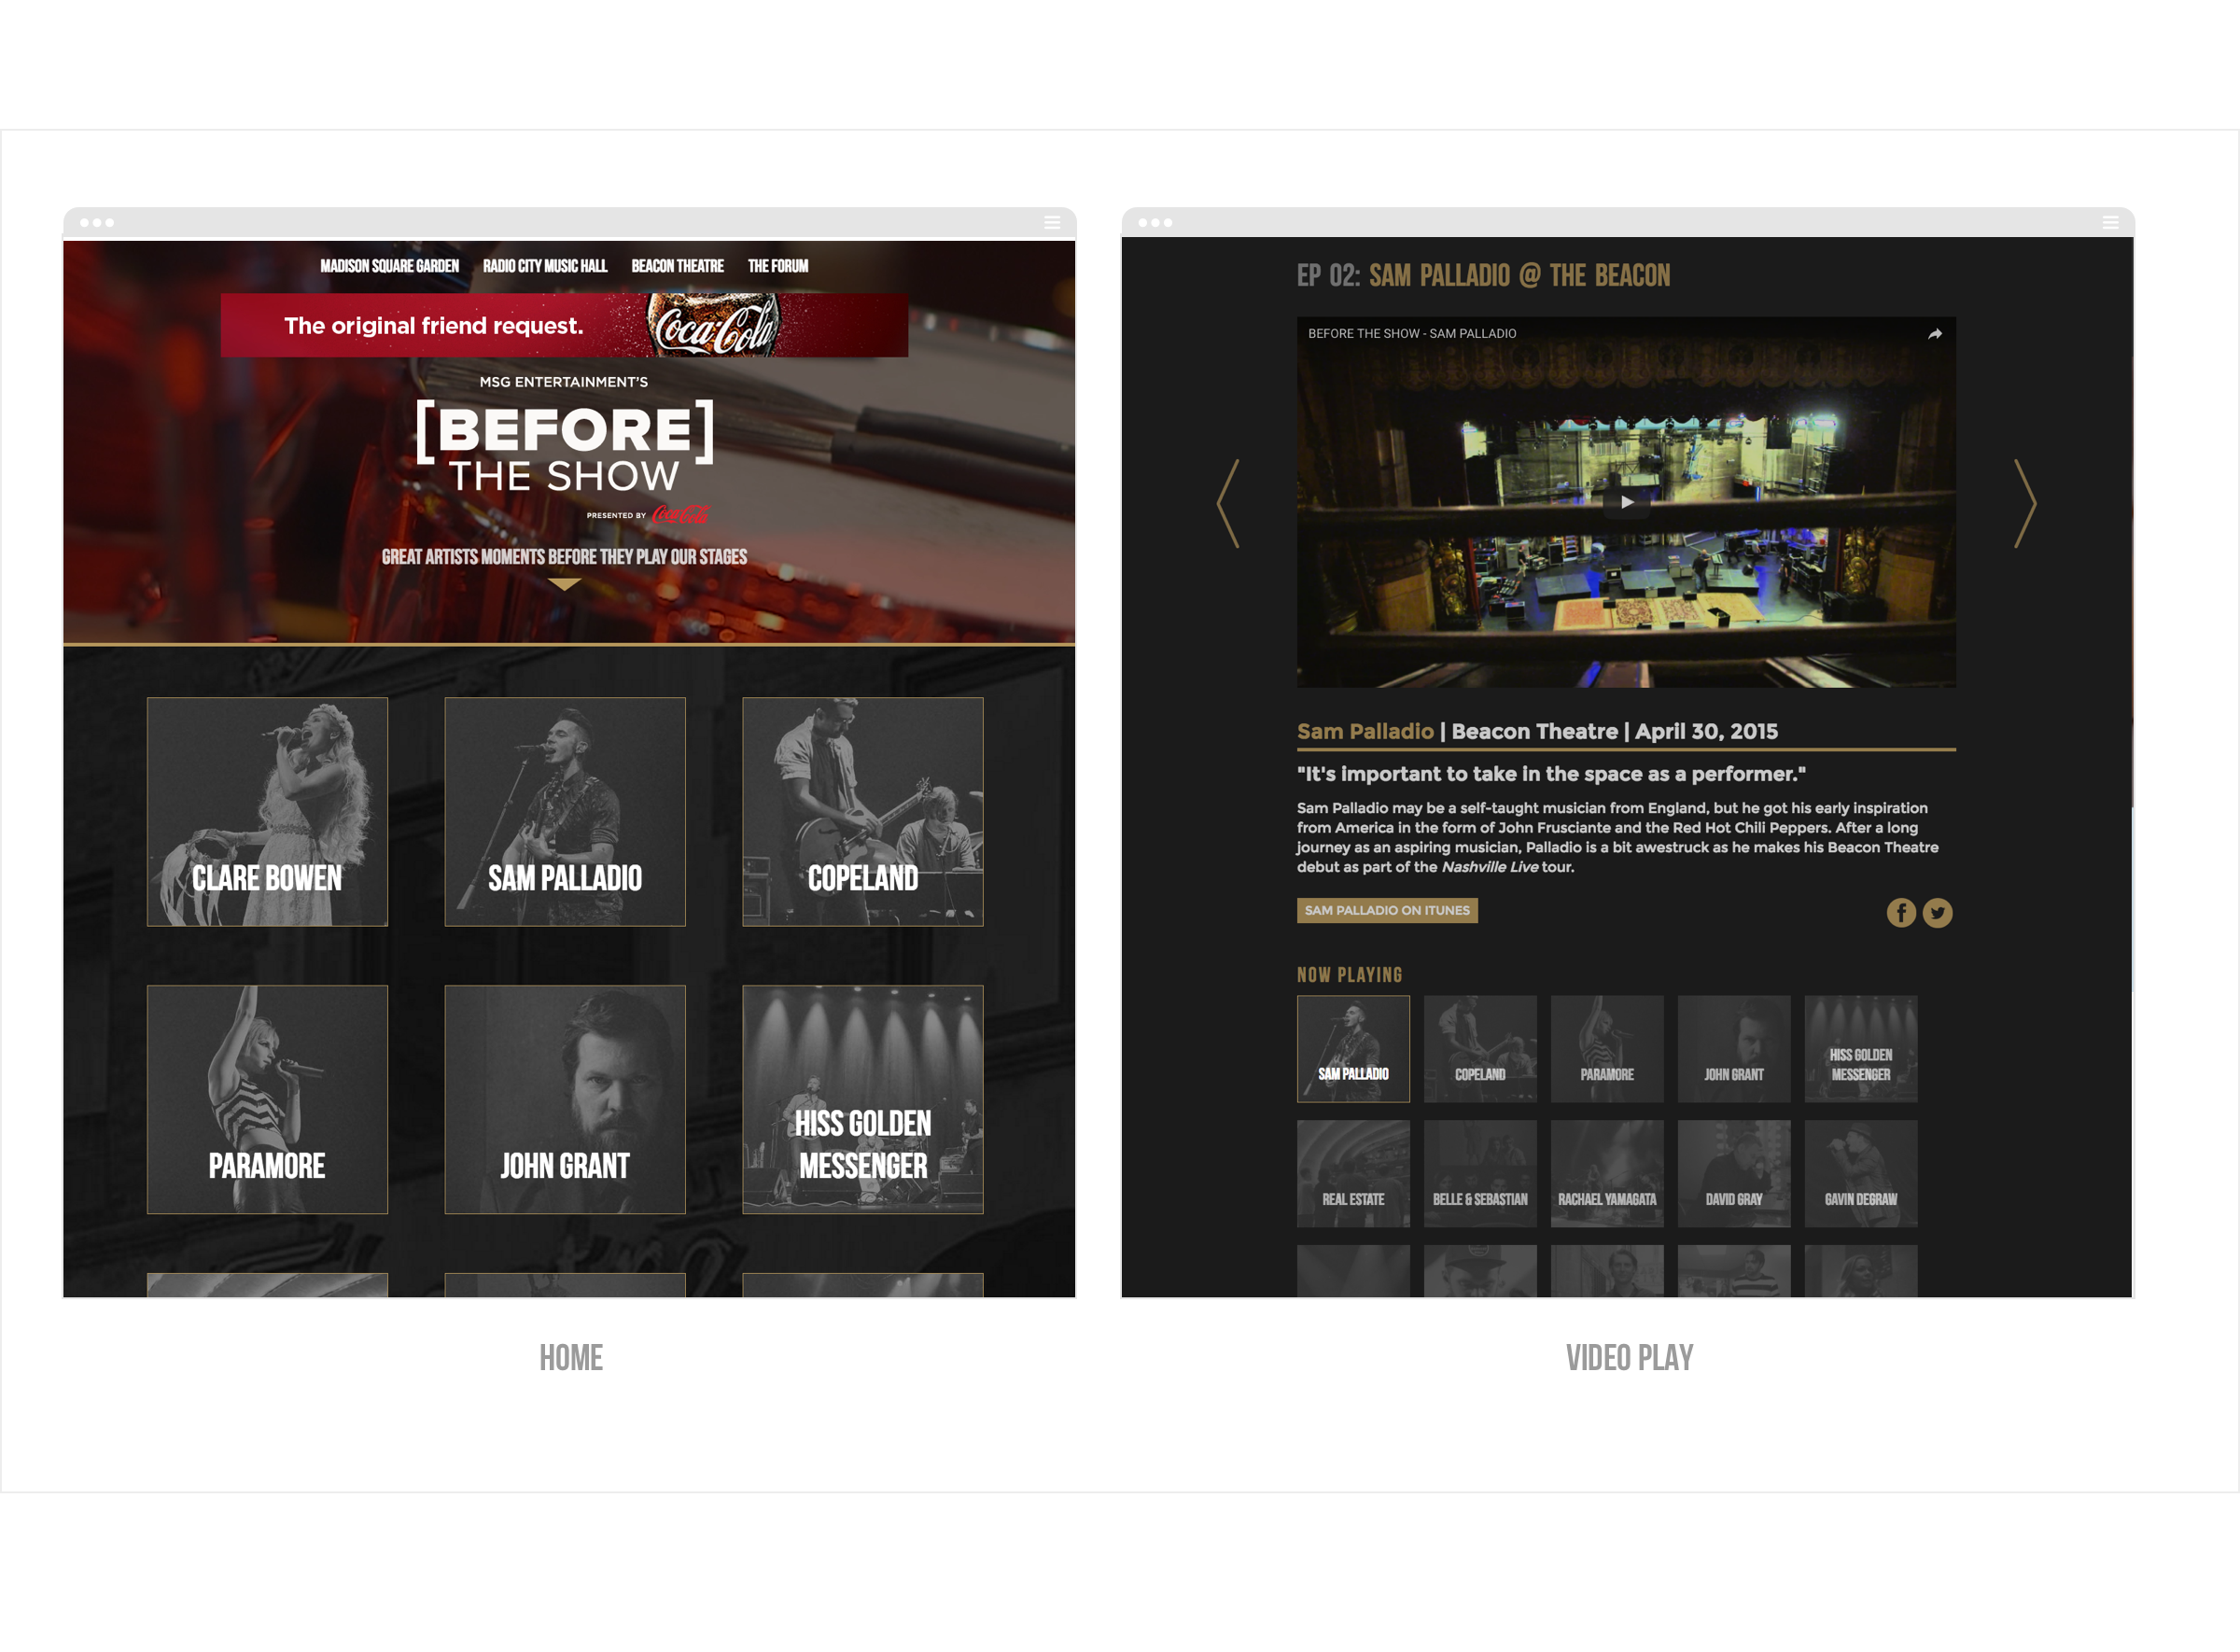 MADISON SQUARE GARDEN RADIO CITY MUSIC HALL BEACON THEATRE THE FORUM
The original friend request.
Coca-Cola
MSG ENTERTAINMENT'S
[BEFORE]
THE SHOW
PRESENTED BY Coca-Cola
GREAT ARTISTS MOMENTS BEFORE THEY PLAY OUR STAGES
CLARE BOWEN
SAM PALLADIO
COPELAND
PARAMORE
JOHN GRANT
HISS GOLDEN
MESSENGER
HOME
EP 02: SAM PALLADIO @ THE BEACON
BEFORE THE SHOW - SAM PALLADIO
Sam Palladio | Beacon Theatre | April 30, 2015
"It's important to take in the space as a performer."
Sam Palladio may be a self-taught musician from England, but he got his early inspiration
from America in the form of John Frusciante and the Red Hot Chili Peppers. After a long
journey as an aspiring musician, Palladio is a bit awestruck as he makes his Beacon Theatre
debut as part of the Nashville Live tour.
SAM PALLADIO ON ITUNES
NOW PLAYING
SAM PALLADIO
COPELAND
PARAMORE
JOHN GRANT
HISS GOLDEN
MESSENGER
REAL ESTATE
BELLE & SEBASTIAN
RACHAEL YAMAGATA
DAVID GRAY
GAVIN DEGRAW
VIDEO PLAY